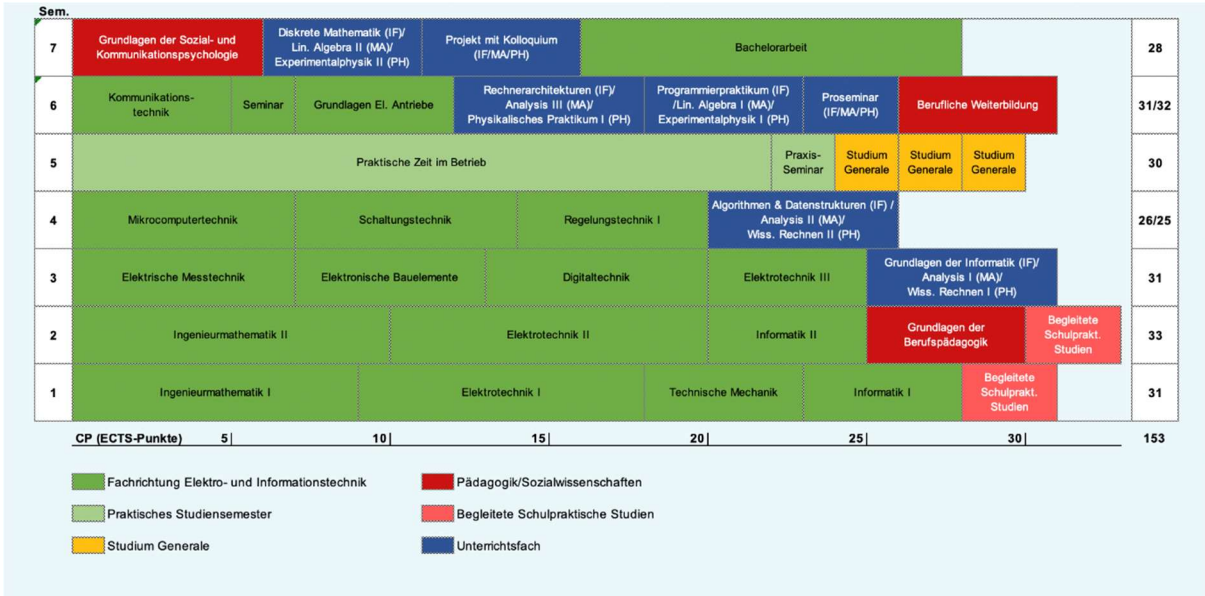 Sem.
7
Grundlagen der Sozial- und
Kommunikationspsychologie
Diskrete Mathematik (IF)/
Lin. Algebra II (MA)/
Experimentalphysik II (PH)
Projekt mit Kolloquium
(IF/MA/PH)
Bachelorarbeit
28
6
Kommunikations-
technik
Seminar
Grundlagen El. Antriebe
Rechnerarchitekturen (IF)/
Analysis III (MA)/
Physikalisches Praktikum I (PH)
Programmierpraktikum (IF)
/Lin. Algebra I (MA)/
Experimentalphysik I (PH)
Proseminar
(IF/MA/PH)
Berufliche Weiterbildung
31/32
5
Praktische Zeit im Betrieb
Praxis-
Seminar
Studium
Generale
Studium
Generale
Studium
Generale
30
4
Mikrocomputertechnik
Schaltungstechnik
Regelungstechnik I
Algorithmen & Datenstrukturen (IF) /
Analysis II (MA)/
Wiss. Rechnen II (PH)
26/25
3
Elektrische Messtechnik
Elektronische Bauelemente
Digitaltechnik
Elektrotechnik III
Grundlagen der Informatik (IF)/
Analysis I (MA)/
Wiss. Rechnen I (PH)
31
2
Ingenieurmathematik II
Elektrotechnik II
Informatik II
Grundlagen der
Berufspädagogik
Begleitete
Schulprakt.
Studien
33
1
Ingenieurmathematik I
Elektrotechnik I
Technische Mechanik
Informatik I
Begleitete
Schulprakt.
Studien
31
CP (ECTS-Punkte) 5| 10| 15| 20| 25| 30| 153
Fachrichtung Elektro- und Informationstechnik
Pädagogik/Sozialwissenschaften
Praktisches Studiensemester
Begleitete Schulpraktische Studien
Studium Generale
Unterrichtsfach